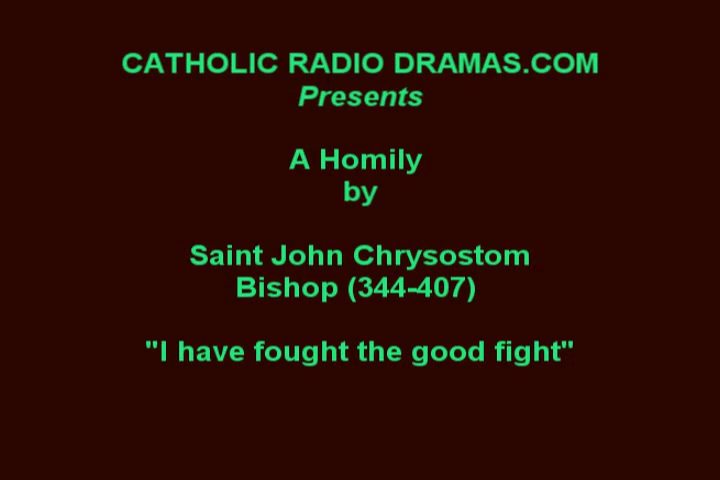 CATHOLIC RADIO DRAMAS.COM
Presents
A Homily
by
Saint John Chrysostom
Bishop (344-407)
"I have fought the good fight"